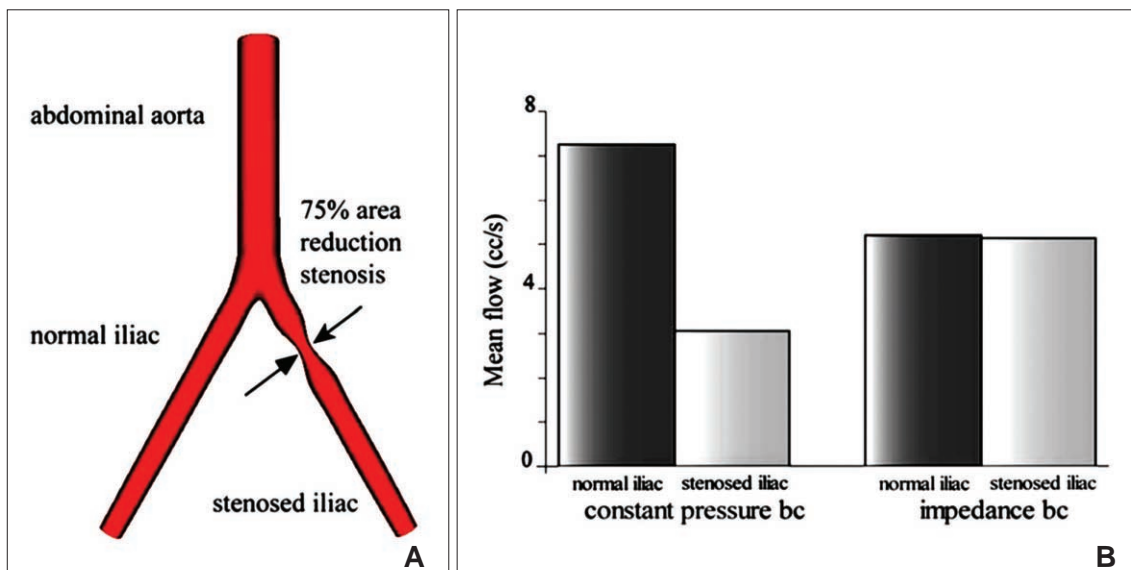 abdominal aorta
75% area
reduction
stenosis
normal iliac
stenosed iliac
A
Mean flow (cc/s)
8
4
0
normal iliac
stenosed iliac
normal iliac
stenosed iliac
constant pressure bc
impedance bc
B